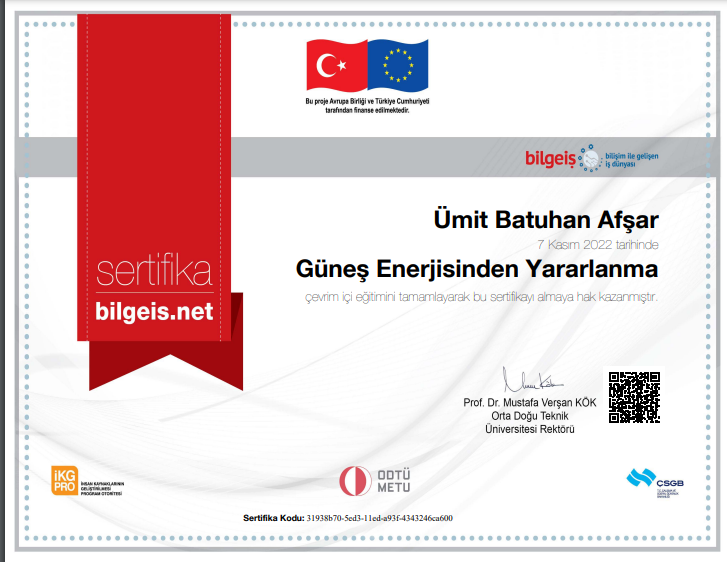 Bu proje Avrupa Birliği ve Türkiye Cumhuriyeti
tarafından finanse edilmektedir.
bilgeiş
bilişim ile gelişen
iş dünyası
Ümit Batuhan Afşar
7 Kasım 2022 tarihinde
Güneş Enerjisinden Yararlanma
çevrim içi eğitimini tamamlayarak bu sertifikayı almaya hak kazanmıştır.
sertifika
bilgeis.net
Prof. Dr. Mustafa Verşan KÖK
Orta Doğu Teknik
Üniversitesi Rektörü
iKG
PRO
İNSAN KAYNAKLARININ
GELİŞTİRİLMESİ
PROGRAM OTORİTESİ
ODTÜ
METU
ÇSGB
Sertifika Kodu: 31938b70-5ed3-11ed-a93f-4343246ca600